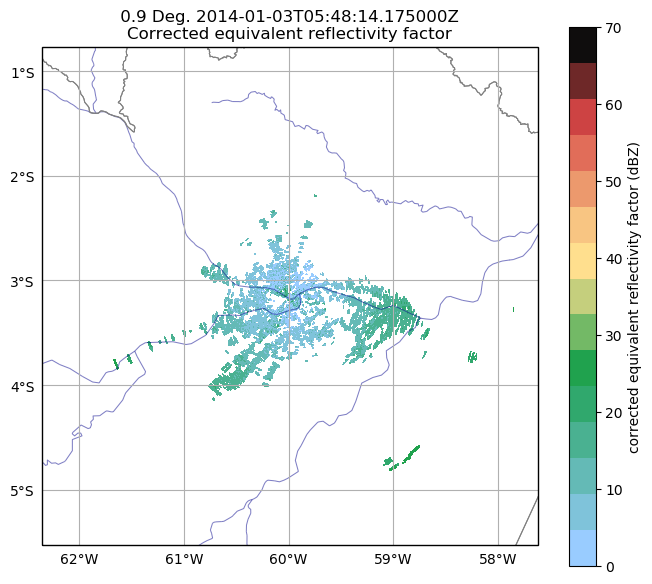 0.9 Deg. 2014-01-03T05:48:14.175000Z
Corrected equivalent reflectivity factor
1°S
2°S
3°S
4°S
5°S
62°W
61°W
60°W
59°W
58°W
70
60
50
40
30
20
10
0
corrected equivalent reflectivity factor (dBZ)